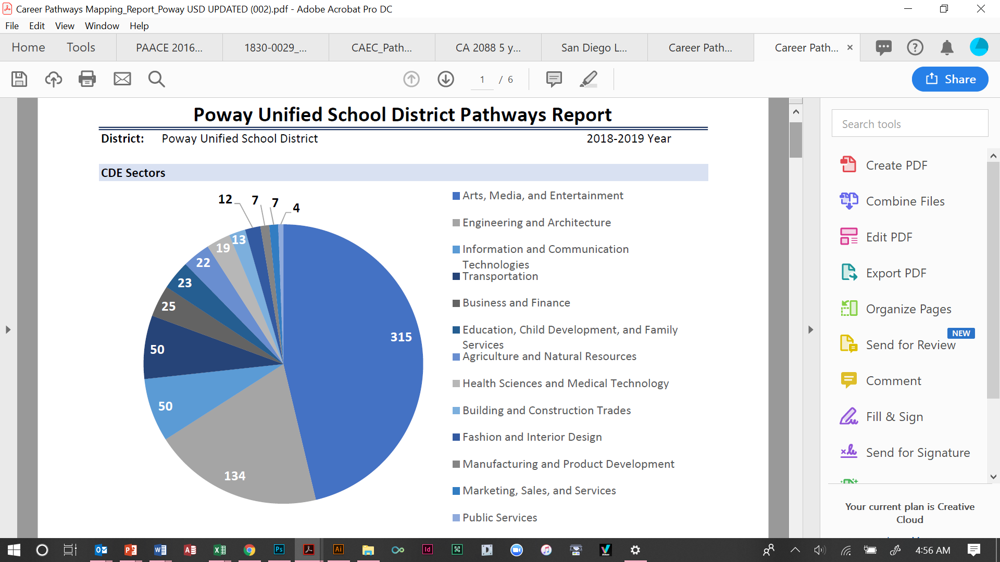 Career Pathways Mapping_Report_Poway USD UPDATED (002).pdf - Adobe Acrobat Pro DC
File Edit View Window Help
Home Tools PAACE 2016... 1830-0029_... CAEC_Path... CA 2088 5 y... San Diego L... Career Path... Career Path... ×
1 / 6
Share
Poway Unified School District Pathways Report
District: Poway Unified School District 2018-2019 Year
CDE Sectors
12 7 7 4
13
19
22
23
25
50
50
134
315
Arts, Media, and Entertainment
Engineering and Architecture
Information and Communication
Technologies
Transportation
Business and Finance
Education, Child Development, and Family
Services
Agriculture and Natural Resources
Health Sciences and Medical Technology
Building and Construction Trades
Fashion and Interior Design
Manufacturing and Product Development
Marketing, Sales, and Services
Public Services
Search tools
Create PDF
Combine Files
Edit PDF
Export PDF
Organize Pages
NEW
Send for Review
Comment
Fill & Sign
Send for Signature
Your current plan is Creative
Cloud
4:56 AM